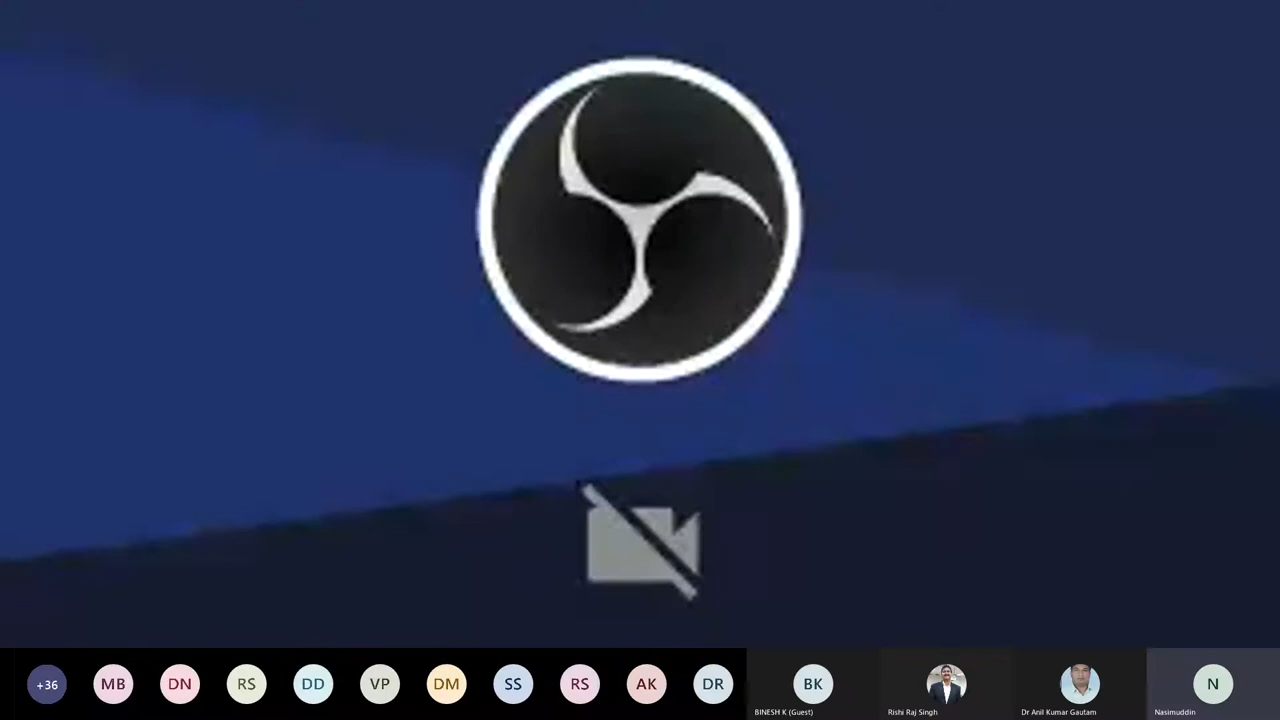 +36
MB
DN
RS
DD
VP
DM
SS
RS
AK
DR
BK
N
BINESH K (Guest)
Rishi Raj Singh
Dr Anil Kumar Gautam
Nasimuddin